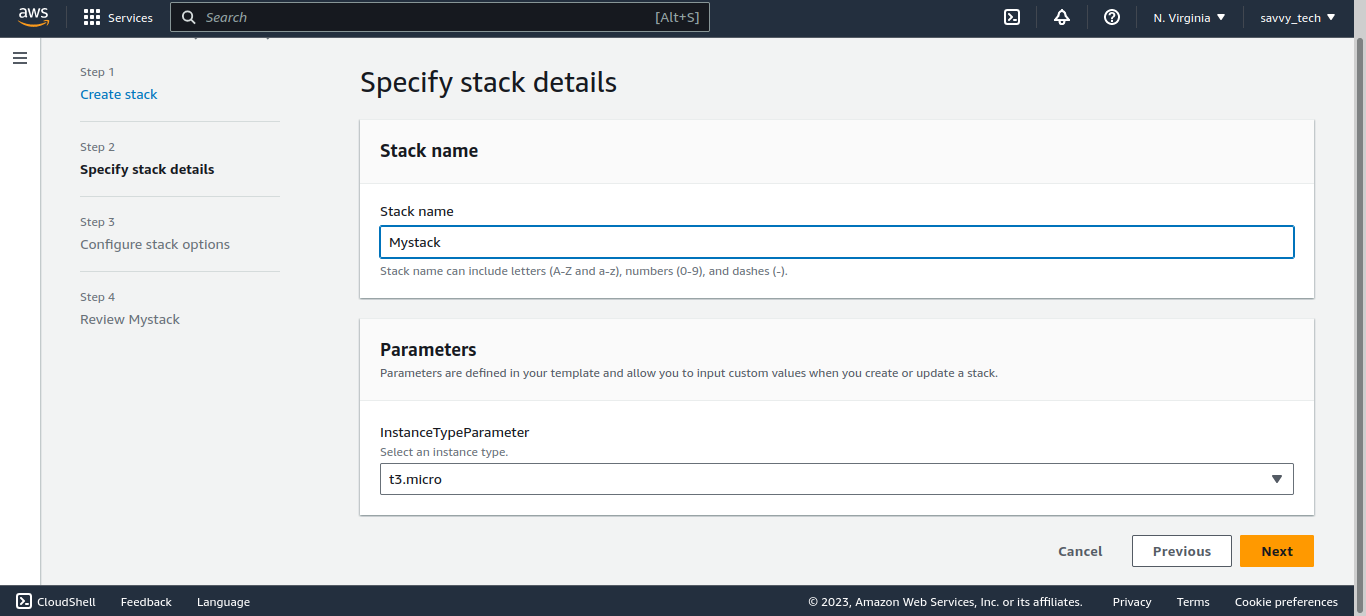 aws
Services
Search
[Alt+S]
N. Virginia
savvy_tech
Step 1
Create stack
Step 2
Specify stack details
Step 3
Configure stack options
Step 4
Review Mystack
Specify stack details
Stack name
Stack name
Mystack
Stack name can include letters (A-Z and a-z), numbers (0-9), and dashes (-).
Parameters
Parameters are defined in your template and allow you to input custom values when you create or update a stack.
InstanceTypeParameter
Select an instance type.
t3.micro
Cancel
Previous
Next
CloudShell
Feedback
Language
© 2023, Amazon Web Services, Inc. or its affiliates.
Privacy
Terms
Cookie preferences